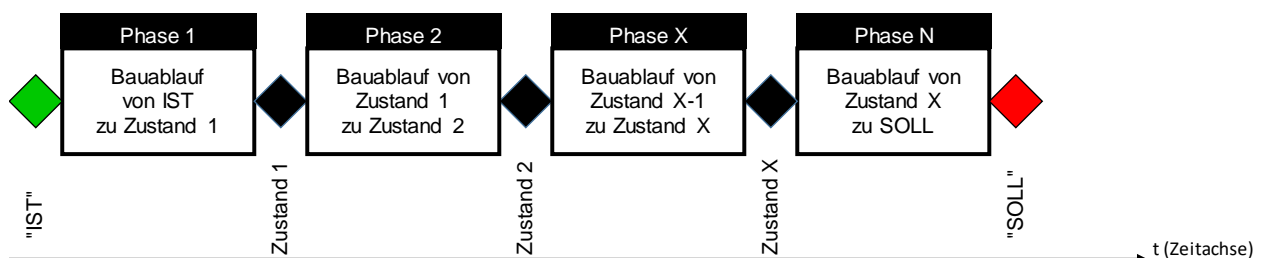 Phase 1
Phase 2
Phase X
Phase N
Bauablauf
von IST
zu Zustand 1
Bauablauf von
Zustand 1
zu Zustand 2
Bauablauf von
Zustand X-1
zu Zustand X
Bauablauf von
Zustand X
zu SOLL
"IST"
Zustand 1
Zustand 2
Zustand X
"SOLL"
t (Zeitachse)